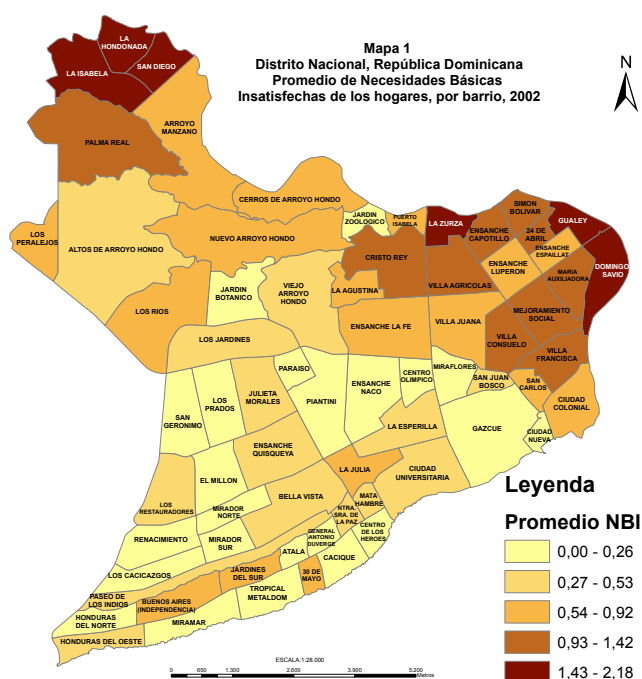 Mapa 1
Distrito Nacional, República Dominicana
Promedio de Necesidades Básicas
Insatisfechas de los hogares, por barrio, 2002
N
LA
HONDONADA
LA ISABELA
SAN DIEGO
ARROYO
MANZANO
PALMA REAL
CERROS DE ARROYO HONDO
LOS
PERALEJOS
ALTOS DE ARROYO HONDO
NUEVO ARROYO HONDO
JARDIN
ZOOLOGICO
PUERTO
ISABELA
LA ZURZA
ENSANCHE
CAPOTILLO
SIMON
BOLIVAR
24 DE
ABRIL
GUALEY
ENSANCHE
ESPAILLAT
DOMINGO
SAVIO
CRISTO REY
ENSANCHE
LUPERON
MARIA
AUXILIADORA
JARDIN
BOTANICO
VIEJO
ARROYO
HONDO
LA AGUSTINA
VILLA AGRICOLAS
LOS RIOS
ENSANCHE LA FE
VILLA JUANA
MEJORAMIENTO
SOCIAL
LOS JARDINES
VILLA
CONSUELO
VILLA
FRANCISCA
PARAISO
CENTRO
OLIMPICO
MIRAFLORES
SAN JUAN
BOSCO
SAN
CARLOS
CIUDAD
COLONIAL
SAN
GERONIMO
LOS
PRADOS
JULIETA
MORALES
PIANTINI
ENSANCHE
NACO
LA ESPERILLA
GAZCUE
CIUDAD
NUEVA
ENSANCHE
QUISQUEYA
EL MILLON
LA JULIA
CIUDAD
UNIVERSITARIA
BELLA VISTA
MATA
HAMBRE
LOS
RESTAURADORES
MIRADOR
NORTE
NTRA.
SRA. DE
LA PAZ
CENTRO
DE LOS
HEROES
RENACIMIENTO
MIRADOR
SUR
GENERAL
ANTONIO
DUVERGE
ATALA
CACIQUE
LOS CACICAZGOS
JARDINES
DEL SUR
30 DE
MAYO
PASEO DE
LOS INDIOS
BUENOS AIRES
(INDEPENDENCIA)
TROPICAL
METALDOM
HONDURAS
DEL NORTE
MIRAMAR
HONDURAS DEL OESTE
Leyenda
Promedio NBI
0,00 - 0,26
0,27 - 0,53
0,54 - 0,92
0,93 - 1,42
1,43 - 2,18
ESCALA:1:28.000
0 650 1.300 2.600 3.900 5.200
Metros